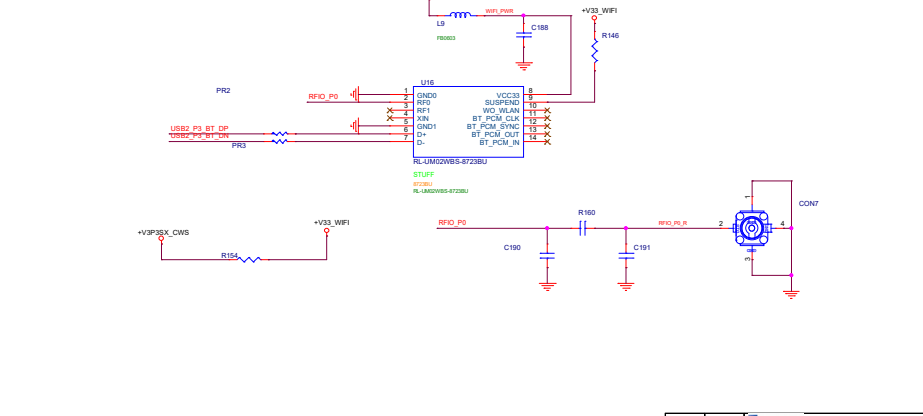 +V33_WIFI
WIFI_PWR
L9
C188
R146
FB0603
U16
PR2
RFIO_P0
1 GND0 VCC33 8
2 RF0 SUSPEND 9
3 RF1 WO_WLAN 10
4 XIN BT_PCM_CLK 11
5 GND1 BT_PCM_SYNC 12
6 D+ BT_PCM_OUT 13
7 D- BT_PCM_IN 14
USB2_P3_BT_DP
USB2_P3_BT_DN
PR3
RL-UM02WBS-8723BU
STUFF
8723BU
RL-UM02WBS-8723BU
+V3P3SX_CWS
+V33_WIFI
R154
RFIO_P0
R160
RFIO_P0_R
C190
C191
1
2
3
4
CON7